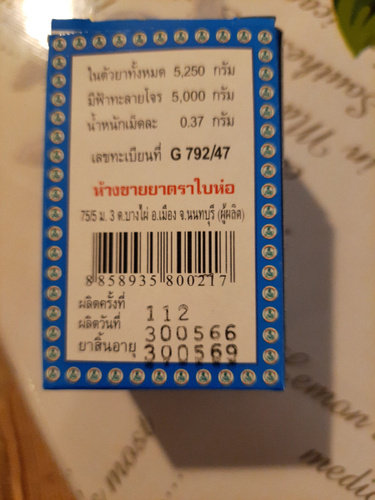 ในตัวยาทั้งหมด 5,250 กรัม
มีฟ้าทะลายโจร 5,000 กรัม
น้ำหนักเม็ดละ 0.37 กรัม
เลขทะเบียนที่ G 792/47
ห้างขายยาตราใบห่อ
75/5 ม. 3 ต.บางไผ่ อ.เมือง จ.นนทบุรี (ผู้ผลิต)
8 858935 800217
ผลิตครั้งที่ 112
ผลิตวันที่ 300566
ยาสิ้นอายุ 300569